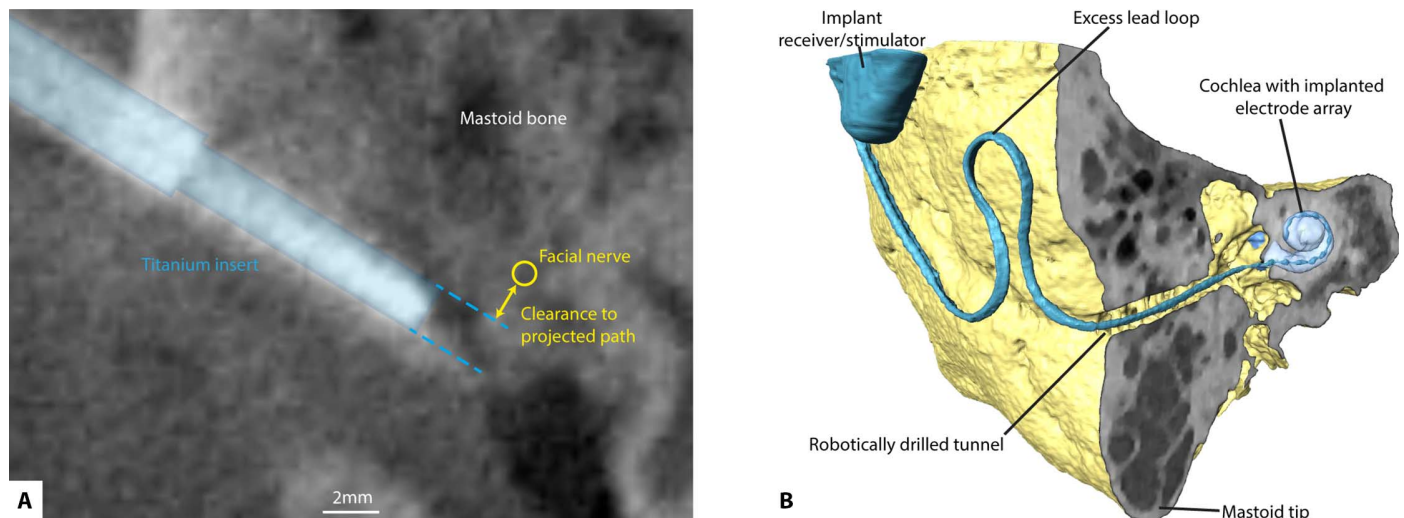 Mastoid bone
Titanium insert
Facial nerve
Clearance to
projected path
2mm
A
Implant
receiver/stimulator
Excess lead loop
Cochlea with implanted
electrode array
Robotically drilled tunnel
Mastoid tip
B